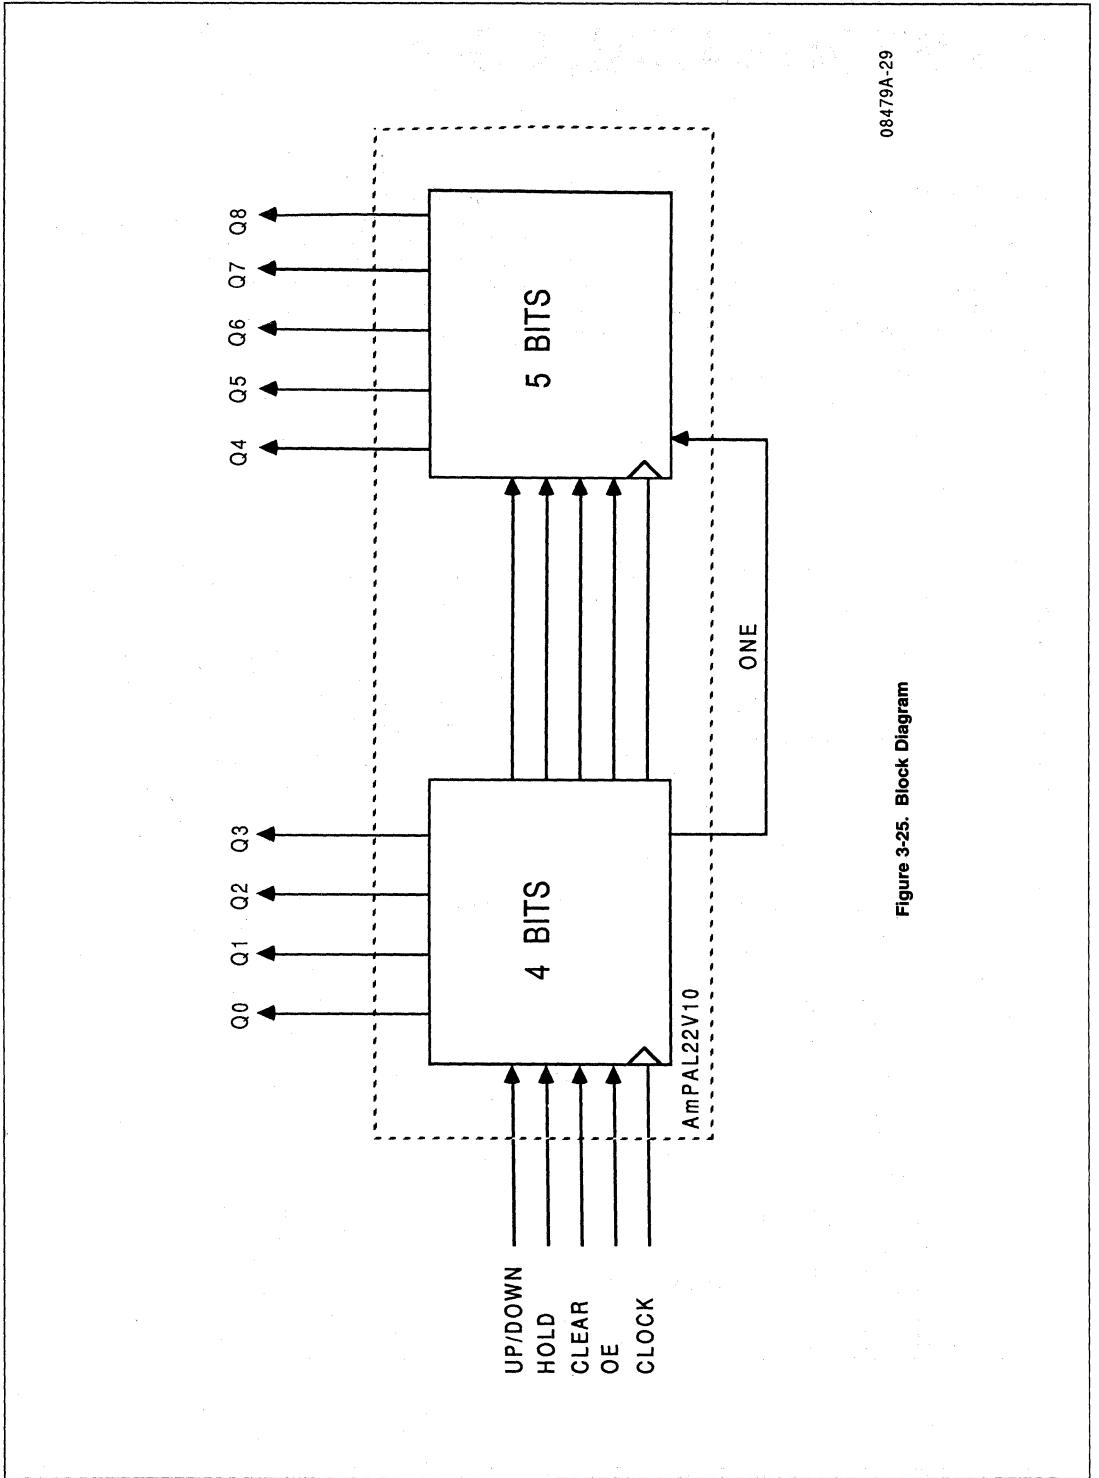 Q0 Q1 Q2 Q3 Q4 Q5 Q6 Q7 Q8
UP/DOWN
HOLD
CLEAR
OE
CLOCK
4 BITS
5 BITS
AmPAL22V10
ONE
Figure 3-25. Block Diagram
08479A-29